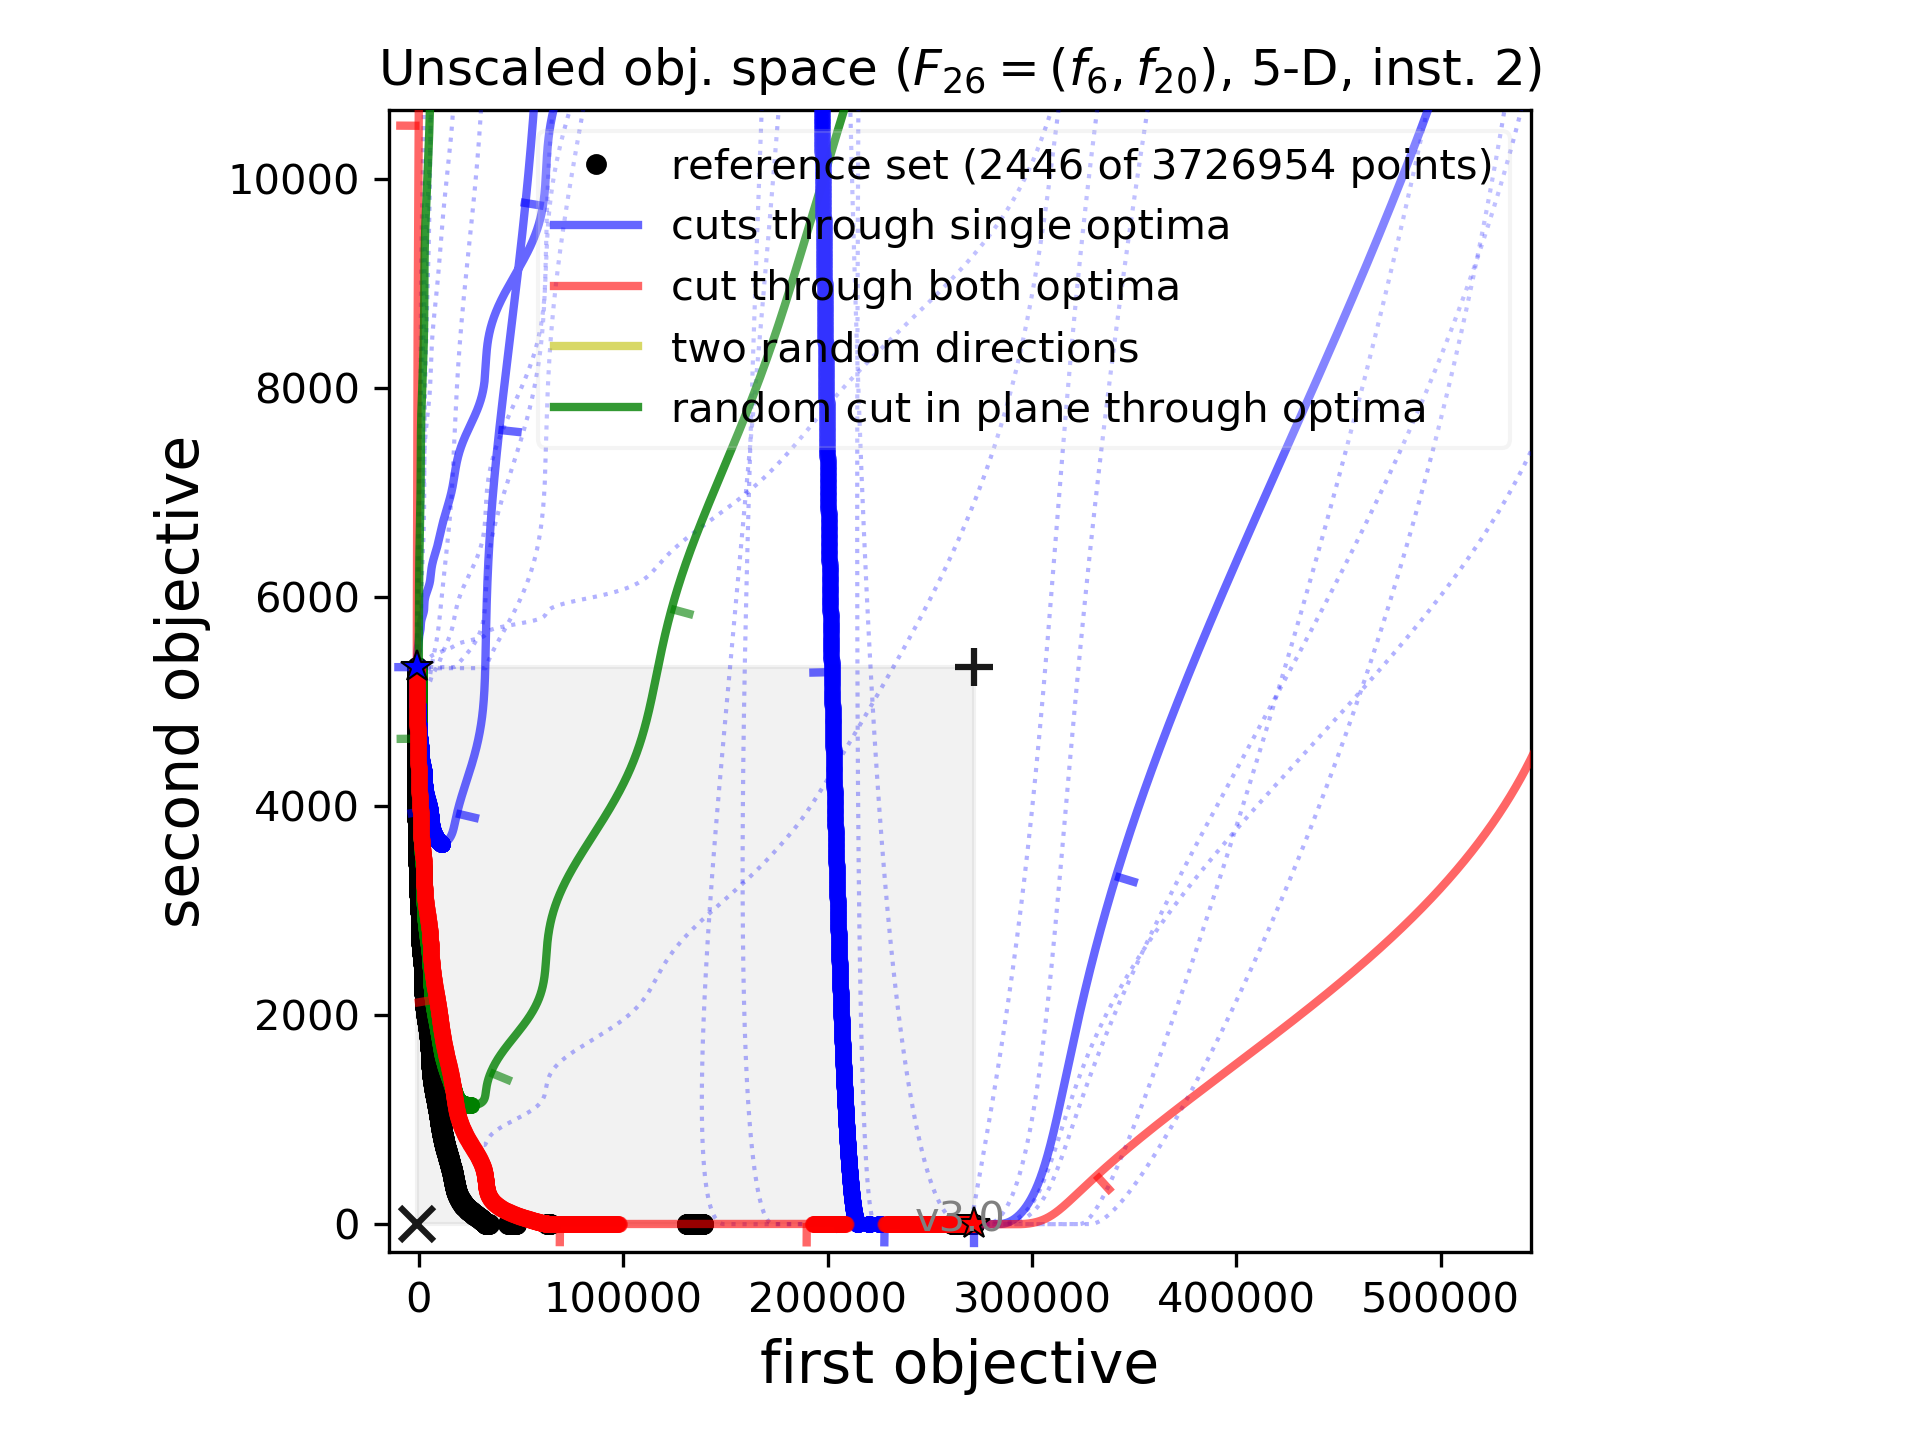 Unscaled obj. space (F26 = (f6, f20), 5-D, inst. 2)
reference set (2446 of 3726954 points)
cuts through single optima
cut through both optima
two random directions
random cut in plane through optima
second objective
10000
8000
6000
4000
2000
0
v3.0
0
100000
200000
300000
400000
500000
first objective